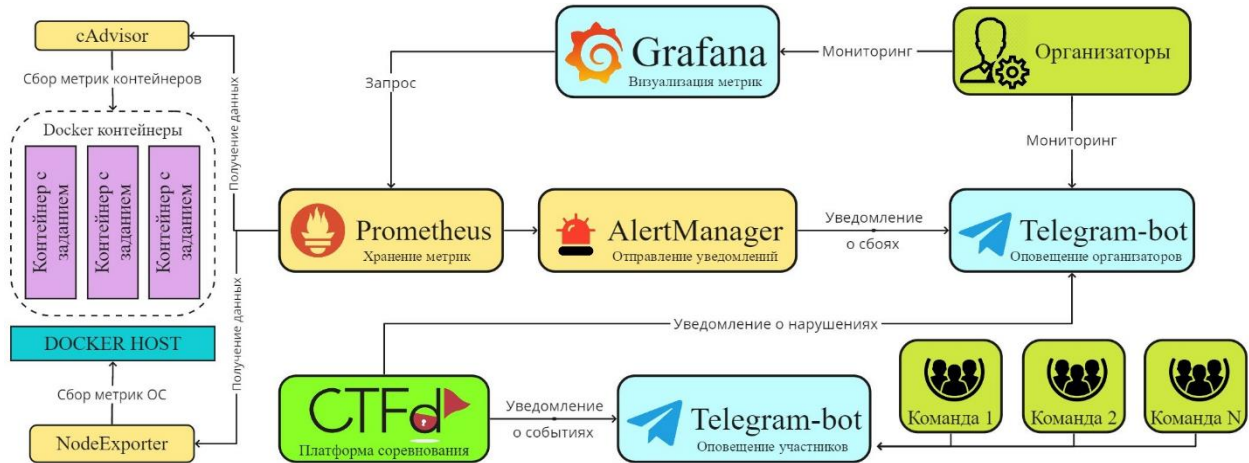 cAdvisor
Сбор метрик контейнеров
Docker контейнеры
Контейнер с
заданием
Контейнер с
заданием
Контейнер с
заданием
DOCKER HOST
Сбор метрик ОС
NodeExporter
Получение данных
Получение данных
Grafana
Визуализация метрик
Мониторинг
Организаторы
Запрос
Мониторинг
Prometheus
Хранение метрик
AlertManager
Отправление уведомлений
Уведомление
о сбоях
Telegram-bot
Оповещение организаторов
Уведомление о нарушениях
CTFd
Платформа соревнования
Уведомление
о событиях
Telegram-bot
Оповещение участников
Команда 1
Команда 2
Команда N